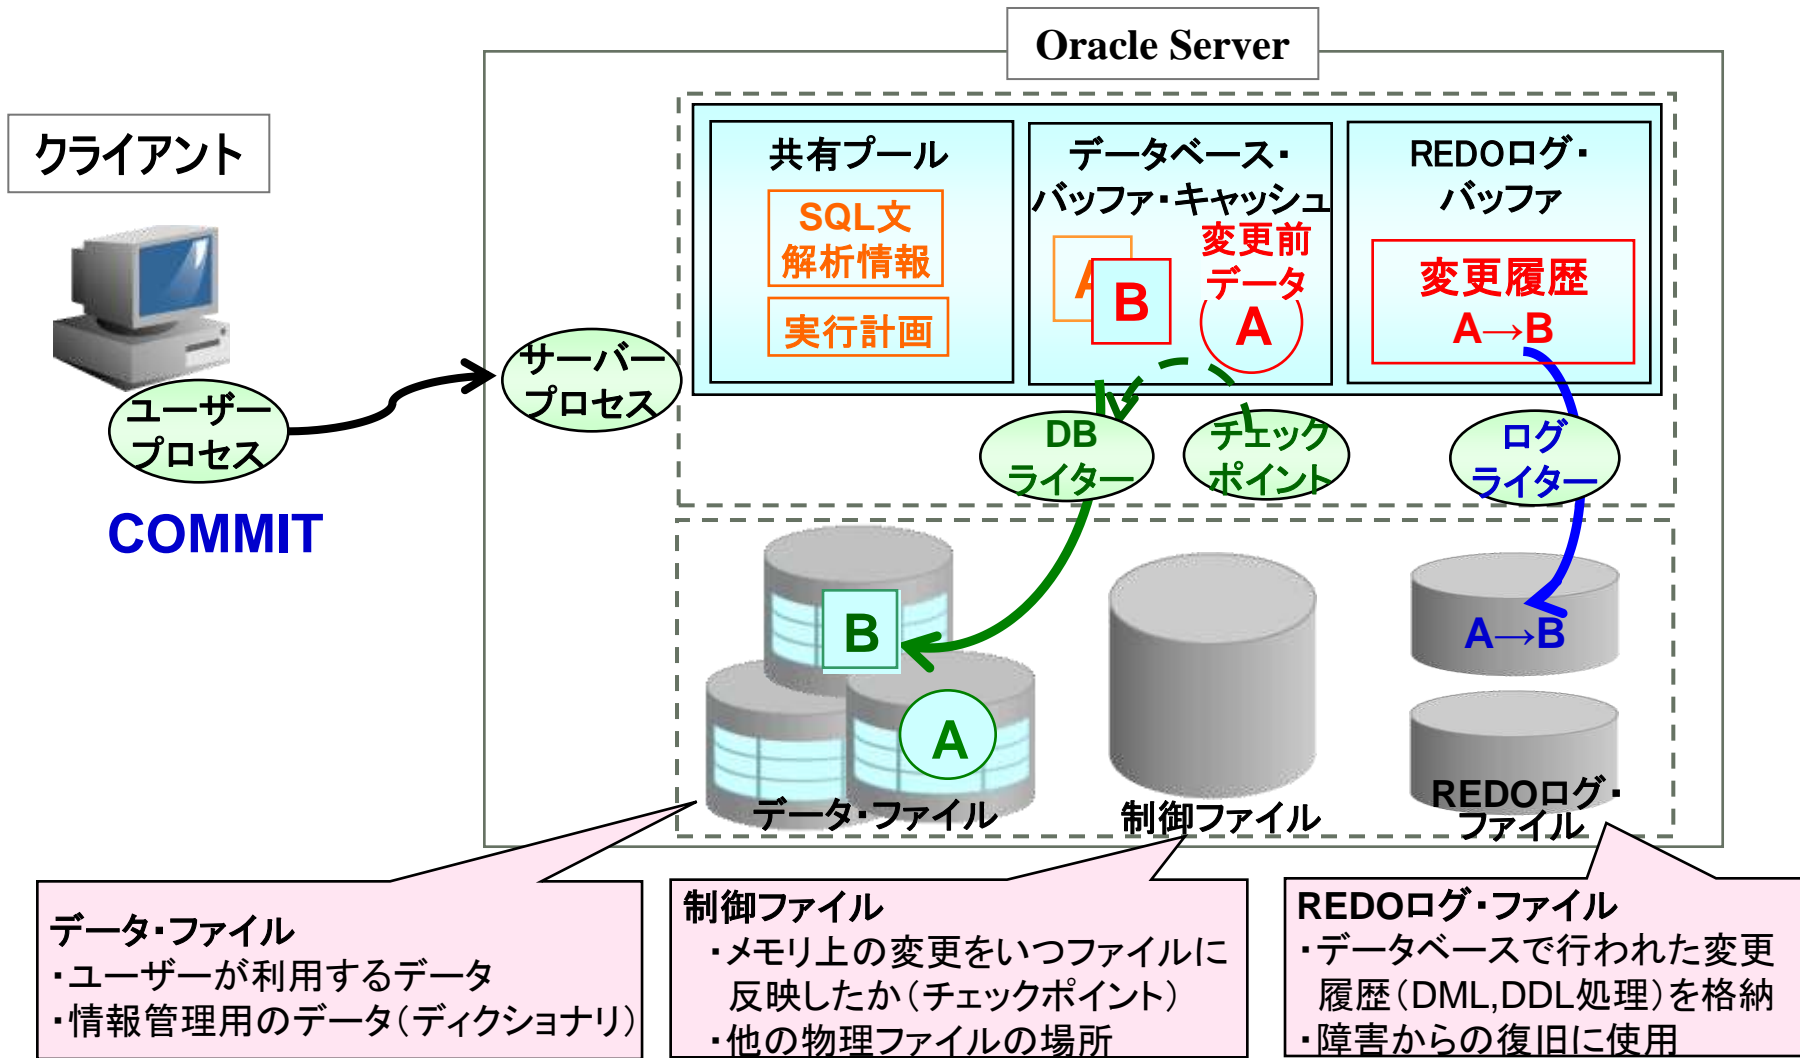 Oracle Server
クライアント
共有プール
SQL文
解析情報
実行計画
データベース・
バッファ・キャッシュ
変更前
データ
A
B
A
REDOログ・
バッファ
変更履歴
A→B
サーバー
プロセス
ユーザー
プロセス
COMMIT
DB
ライター
チェック
ポイント
ログ
ライター
B
A
A→B
データ・ファイル
制御ファイル
REDOログ・
ファイル
データ・ファイル
・ユーザーが利用するデータ
・情報管理用のデータ(ディクショナリ)
制御ファイル
・メモリ上の変更をいつファイルに
反映したか(チェックポイント)
・他の物理ファイルの場所
REDOログ・ファイル
・データベースで行われた変更
履歴(DML,DDL処理)を格納
・障害からの復旧に使用